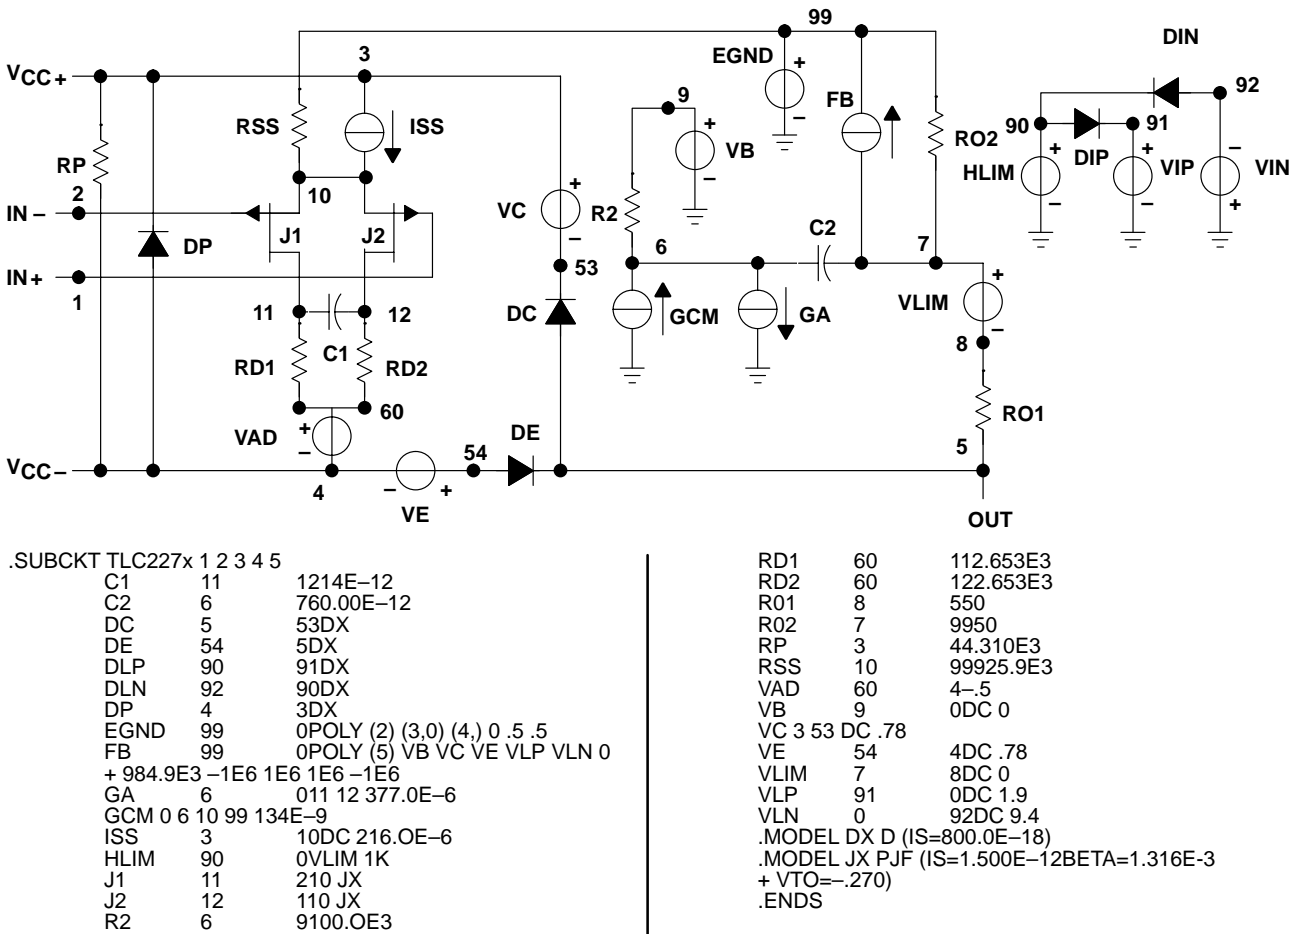 99
DIN
EGND
+
–
3
VCC+
9
FB
92
RSS
ISS
VB
+
–
RO2
90
91
DIP
HLIM
+
–
VIP
+
–
VIN
–
+
RP
2
IN –
10
VC
+
–
R2
C2
J1
J2
DP
6
7
IN+
1
53
VLIM
+
–
11
12
DC
GCM
GA
8
C1
RD1
RD2
60
RO1
VAD
+
–
DE
54
5
VCC–
4
–
+
VE
OUT
.SUBCKT TLC227x 1 2 3 4 5
C1 11 1214E–12
C2 6 760.00E–12
DC 5 53DX
DE 54 5DX
DLP 90 91DX
DLN 92 90DX
DP 4 3DX
EGND 99 0POLY (2) (3,0) (4,) 0 .5 .5
FB 99 0POLY (5) VB VC VE VLP VLN 0
+ 984.9E3 –1E6 1E6 1E6 –1E6
GA 6 011 12 377.0E–6
GCM 0 6 10 99 134E–9
ISS 3 10DC 216.OE–6
HLIM 90 0VLIM 1K
J1 11 210 JX
J2 12 110 JX
R2 6 9100.OE3
RD1 60 112.653E3
RD2 60 122.653E3
R01 8 550
R02 7 9950
RP 3 44.310E3
RSS 10 99925.9E3
VAD 60 4–.5
VB 9 0DC 0
VC 3 53 DC .78
VE 54 4DC .78
VLIM 7 8DC 0
VLP 91 0DC 1.9
VLN 0 92DC 9.4
.MODEL DX D (IS=800.0E–18)
.MODEL JX PJF (IS=1.500E–12BETA=1.316E-3
+ VTO=–.270)
.ENDS